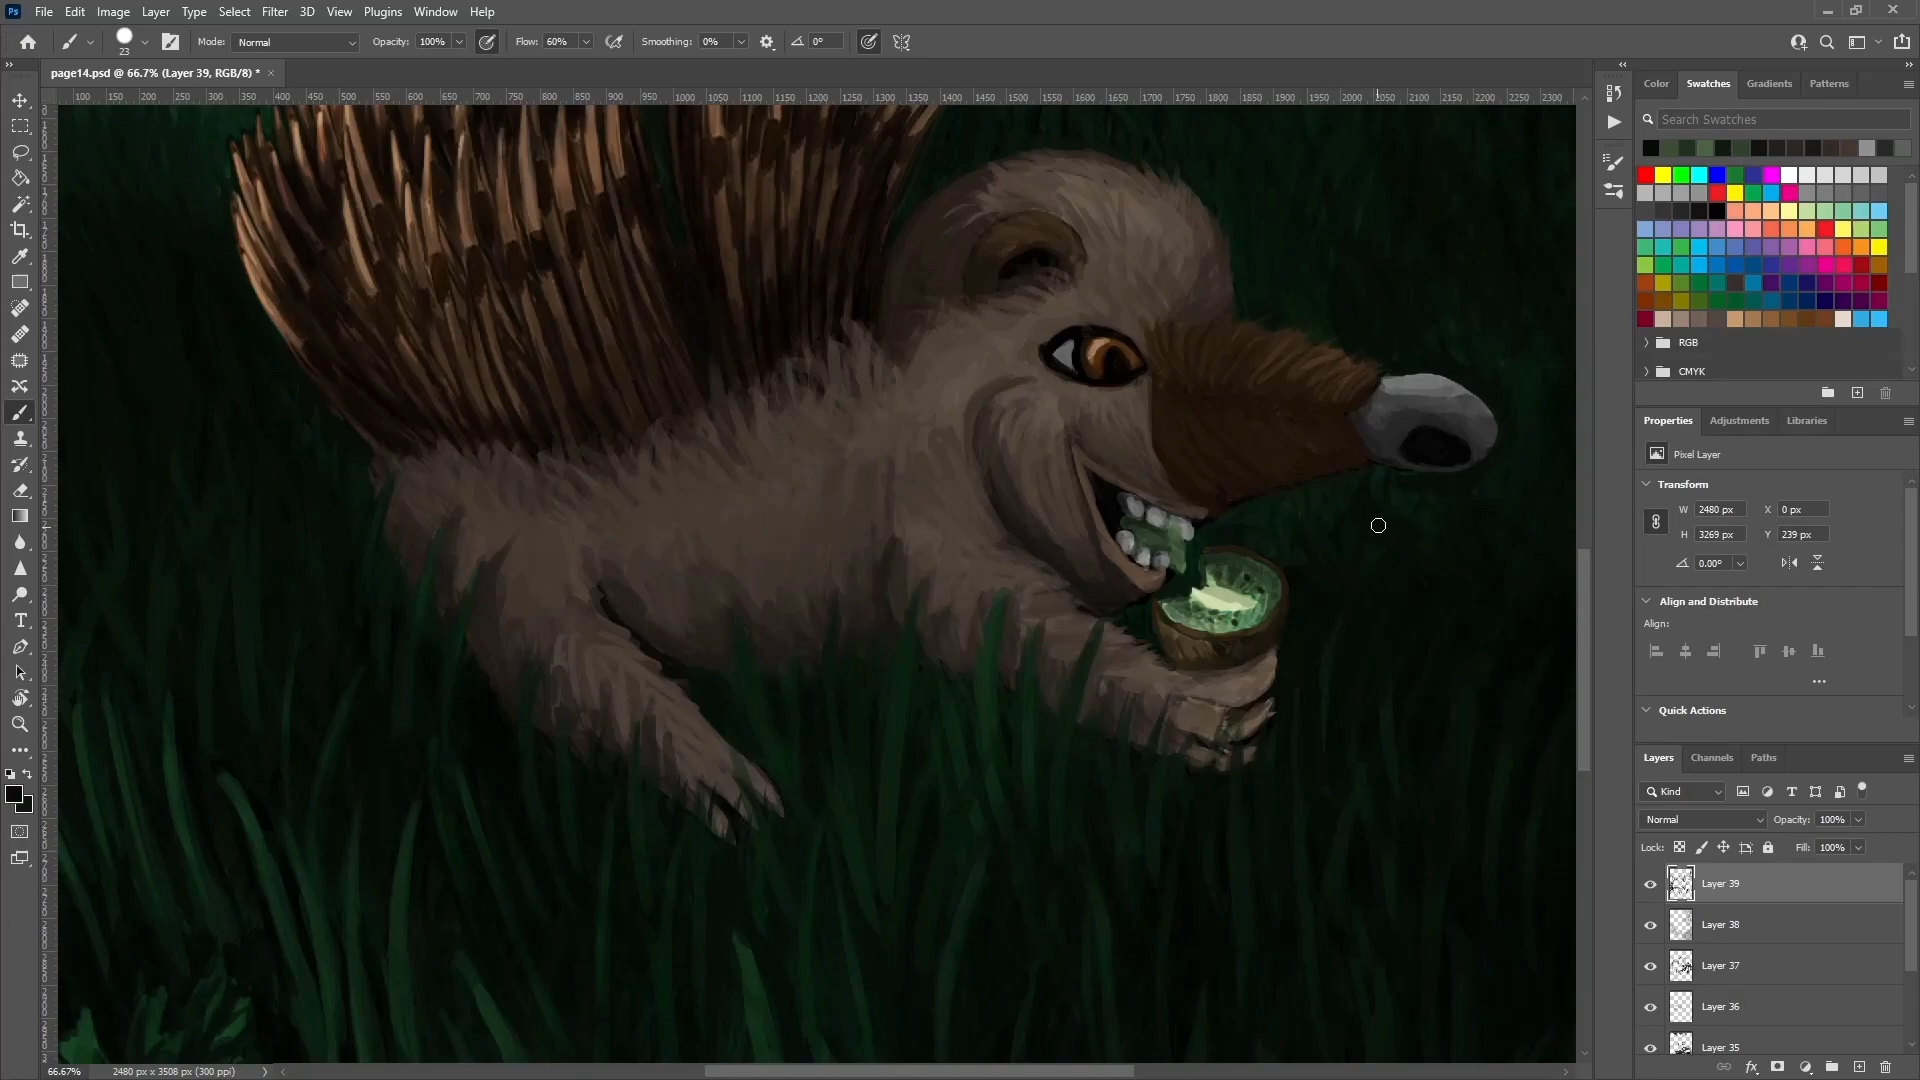 Ps File Edit Image Layer Type Select Filter 3D View Plugins Window Help
23 Mode: Normal Opacity: 100% Flow: 60% Smoothing: 0% 0°
page14.psd @ 66.7% (Layer 39, RGB/8) * ×
100 150 200 250 300 350 400 450 500 550 600 650 700 750 800 850 900 950 1000 1050 1100 1150 1200 1250 1300 1350 1400 1450 1500 1550 1600 1650 1700 1750 1800 1850 1900 1950 2000 2050 2100 2150 2200 2250 2300
Color Swatches Gradients Patterns
Search Swatches
RGB
CMYK
Properties Adjustments Libraries
Pixel Layer
Transform
W 2480 px X 0 px
H 3269 px Y 239 px
0.00°
Align and Distribute
Align:
Quick Actions
Layers Channels Paths
Kind
Normal Opacity: 100%
Lock: Fill: 100%
Layer 39
Layer 38
Layer 37
Layer 36
Layer 35
66.67% 2480 px x 3508 px (300 ppi)